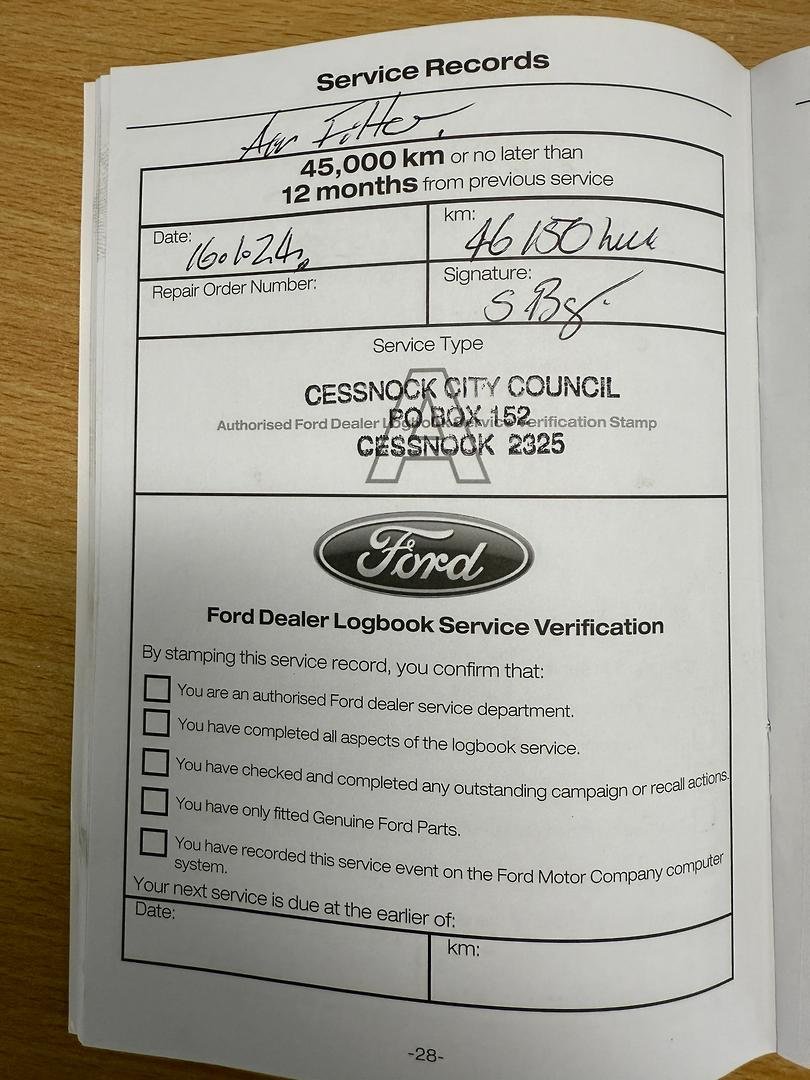 Service Records
45,000 km or no later than
12 months from previous service
Date: 16.1.24
km: 46150
Repair Order Number:
Signature:
Service Type
CESSNOCK CITY COUNCIL
A
PO BOX 152
Authorised Ford Dealer Logbook Service Verification Stamp
CESSNOCK 2325
Ford
Ford Dealer Logbook Service Verification
By stamping this service record, you confirm that:
You are an authorised Ford dealer service department.
You have completed all aspects of the logbook service.
You have checked and completed any outstanding campaign or recall actions.
You have only fitted Genuine Ford Parts.
You have recorded this service event on the Ford Motor Company computer
system.
Your next service is due at the earlier of:
Date:
km:
-28-